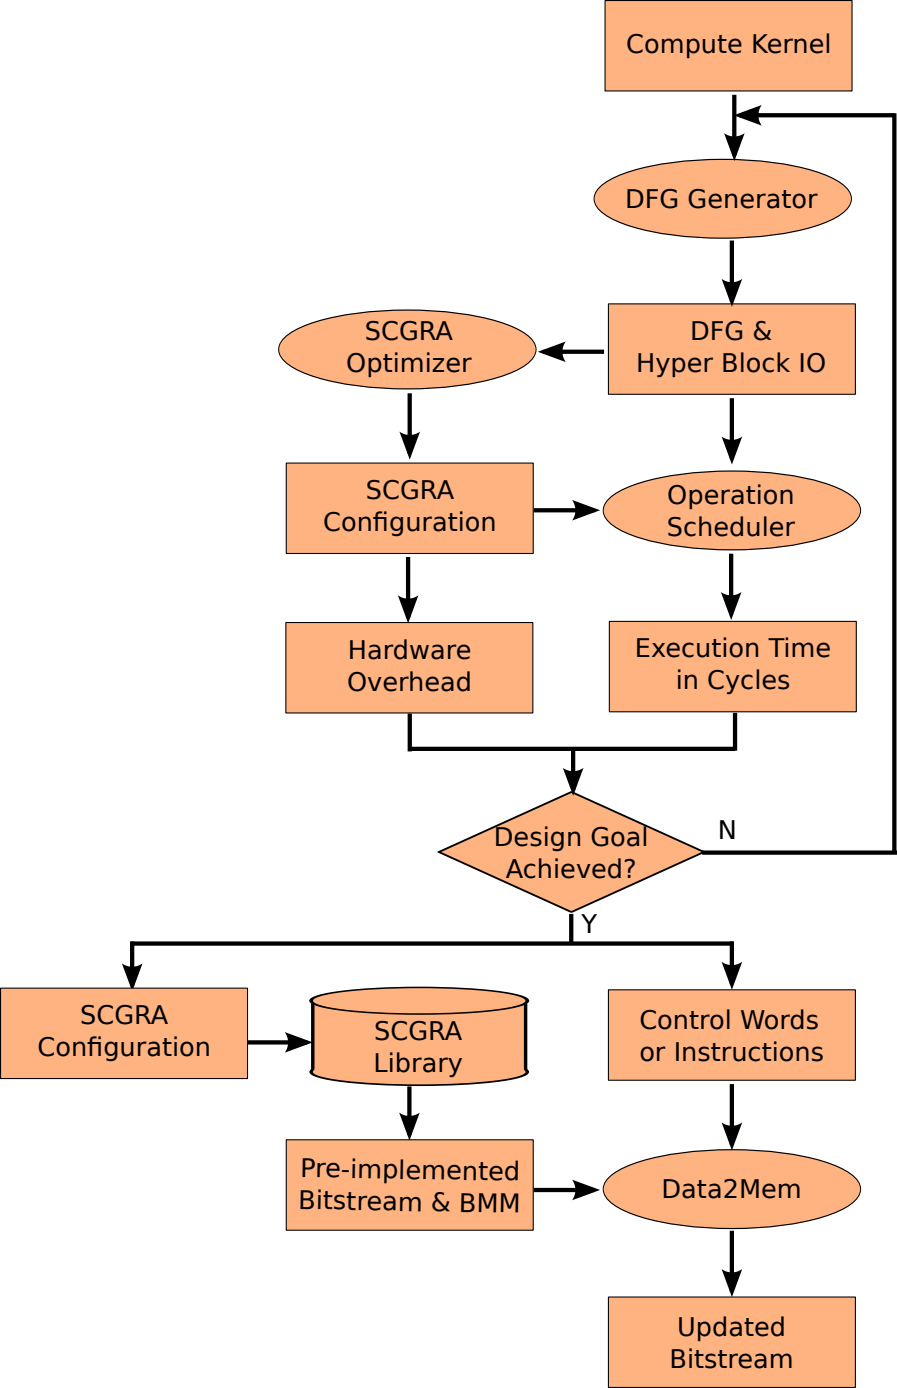 Compute Kernel
DFG Generator
SCGRA
Optimizer
DFG &
Hyper Block IO
SCGRA
Configuration
Operation
Scheduler
Hardware
Overhead
Execution Time
in Cycles
Design Goal
Achieved?
N
Y
SCGRA
Configuration
SCGRA
Library
Control Words
or Instructions
Pre-implemented
Bitstream & BMM
Data2Mem
Updated
Bitstream